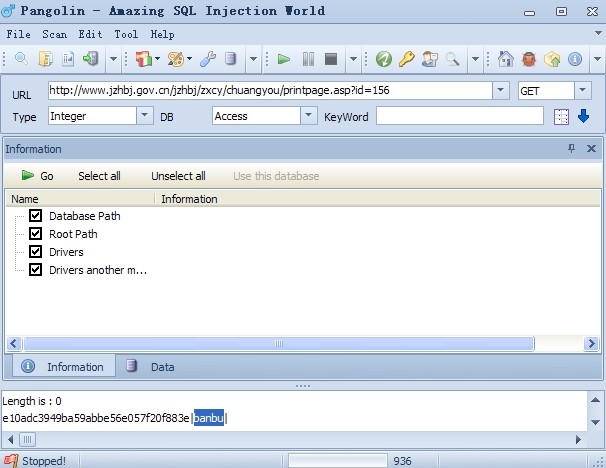 Pangolin - Amazing SQL Injection World
File Scan Edit Tool Help
URL http://www.jzhbj.gov.cn/jzhbj/zxcy/chuangyou/printpage.asp?id=156 GET
Type Integer DB Access KeyWord
Information
Go Select all Unselect all Use this database
Name Information
Database Path
Root Path
Drivers
Drivers another m...
Information Data
Length is : 0
e10adc3949ba59abbe56e057f20f883e|panbu|
Stopped! 936